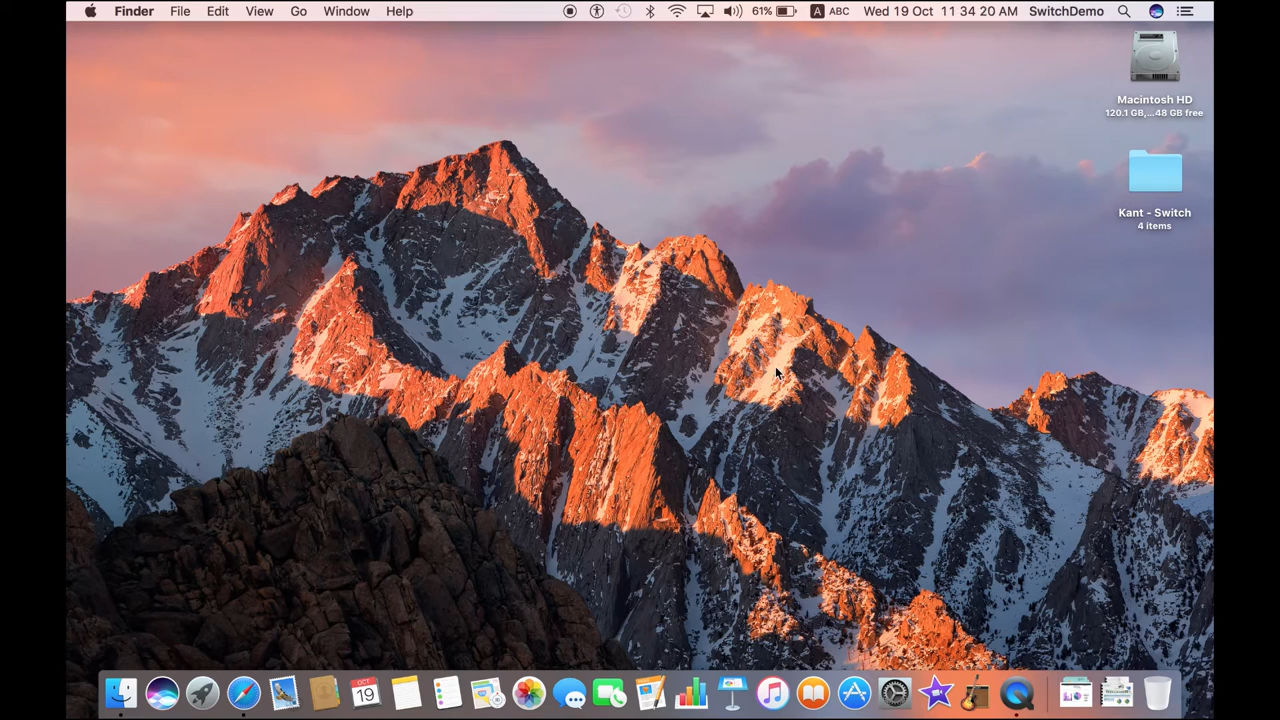 Finder File Edit View Go Window Help 61% A ABC Wed 19 Oct 11 34 20 AM SwitchDemo
Macintosh HD
120.1 GB,...48 GB free
Kant - Switch
4 items
OCT
19